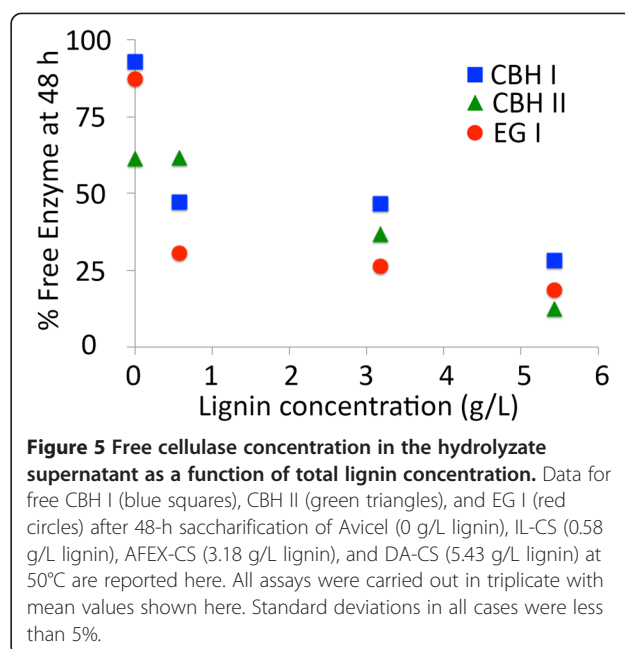 % Free Enzyme at 48 h
100
75
50
25
0
CBH I
CBH II
EG I
0 1 2 3 4 5 6
Lignin concentration (g/L)
Figure 5 Free cellulase concentration in the hydrolyzate
supernatant as a function of total lignin concentration. Data for
free CBH I (blue squares), CBH II (green triangles), and EG I (red
circles) after 48-h saccharification of Avicel (0 g/L lignin), IL-CS (0.58
g/L lignin), AFEX-CS (3.18 g/L lignin), and DA-CS (5.43 g/L lignin) at
50°C are reported here. All assays were carried out in triplicate with
mean values shown here. Standard deviations in all cases were less
than 5%.